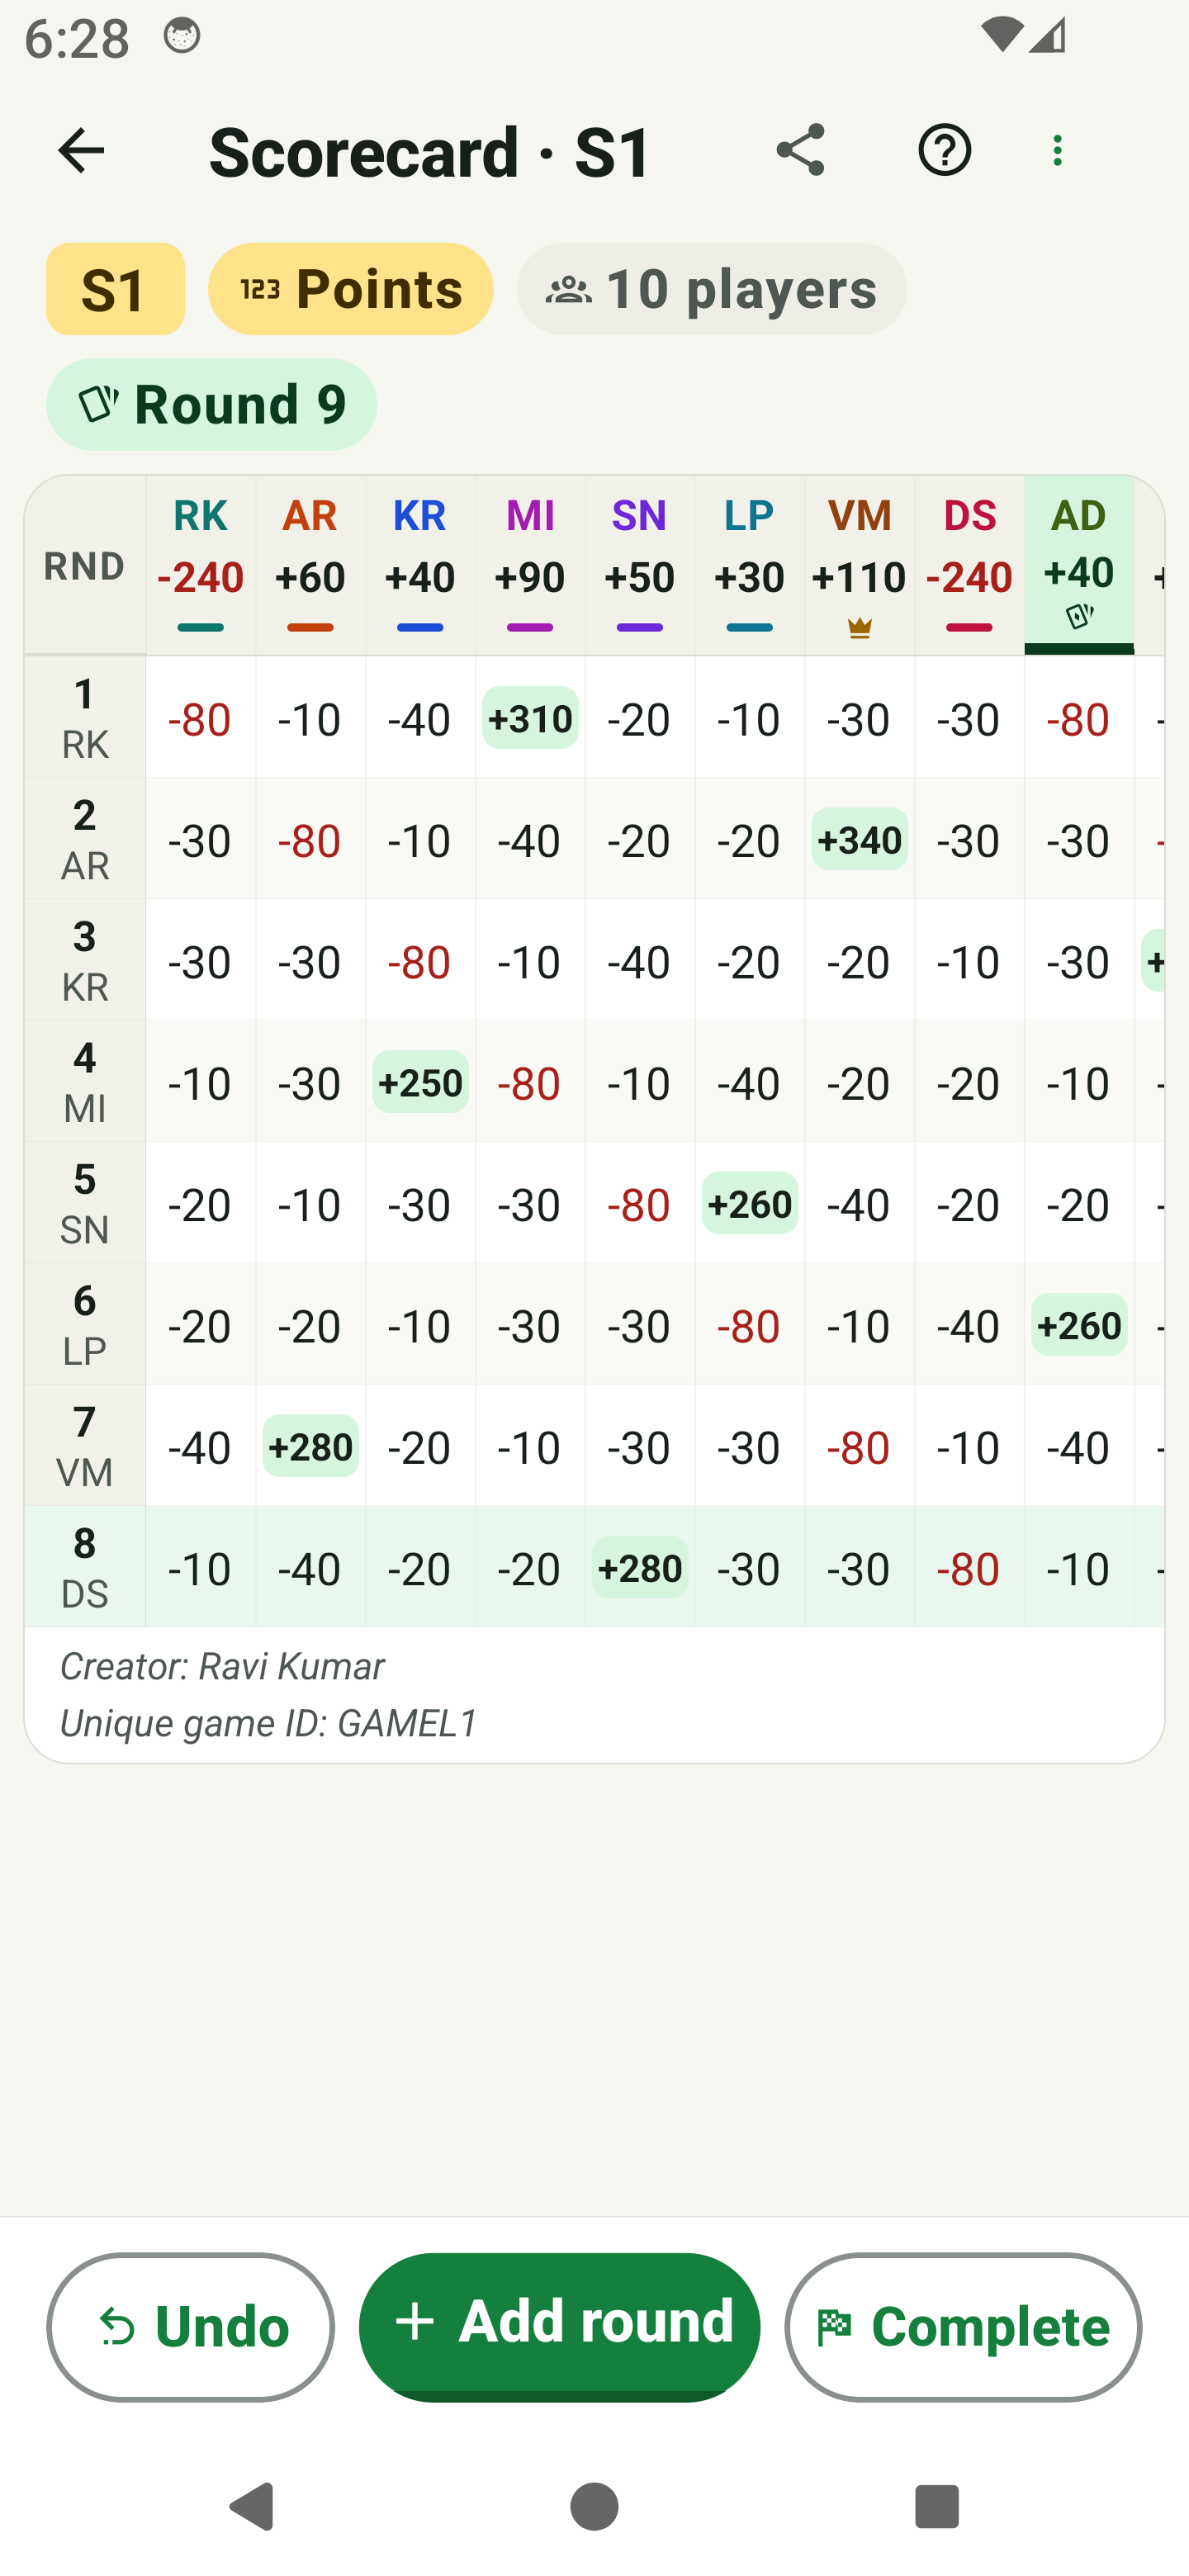 6:28
Scorecard · S1
S1 123 Points 10 players
Round 9
RND RK AR KR MI SN LP VM DS AD
-240 +60 +40 +90 +50 +30 +110 -240 +40 +
1 RK -80 -10 -40 +310 -20 -10 -30 -30 -80 -
2 AR -30 -80 -10 -40 -20 -20 +340 -30 -30 -
3 KR -30 -30 -80 -10 -40 -20 -20 -10 -30 +
4 MI -10 -30 +250 -80 -10 -40 -20 -20 -10 -
5 SN -20 -10 -30 -30 -80 +260 -40 -20 -20 -
6 LP -20 -20 -10 -30 -30 -80 -10 -40 +260 -
7 VM -40 +280 -20 -10 -30 -30 -80 -10 -40 -
8 DS -10 -40 -20 -20 +280 -30 -30 -80 -10 -
Creator: Ravi Kumar
Unique game ID: GAMEL1
Undo + Add round Complete